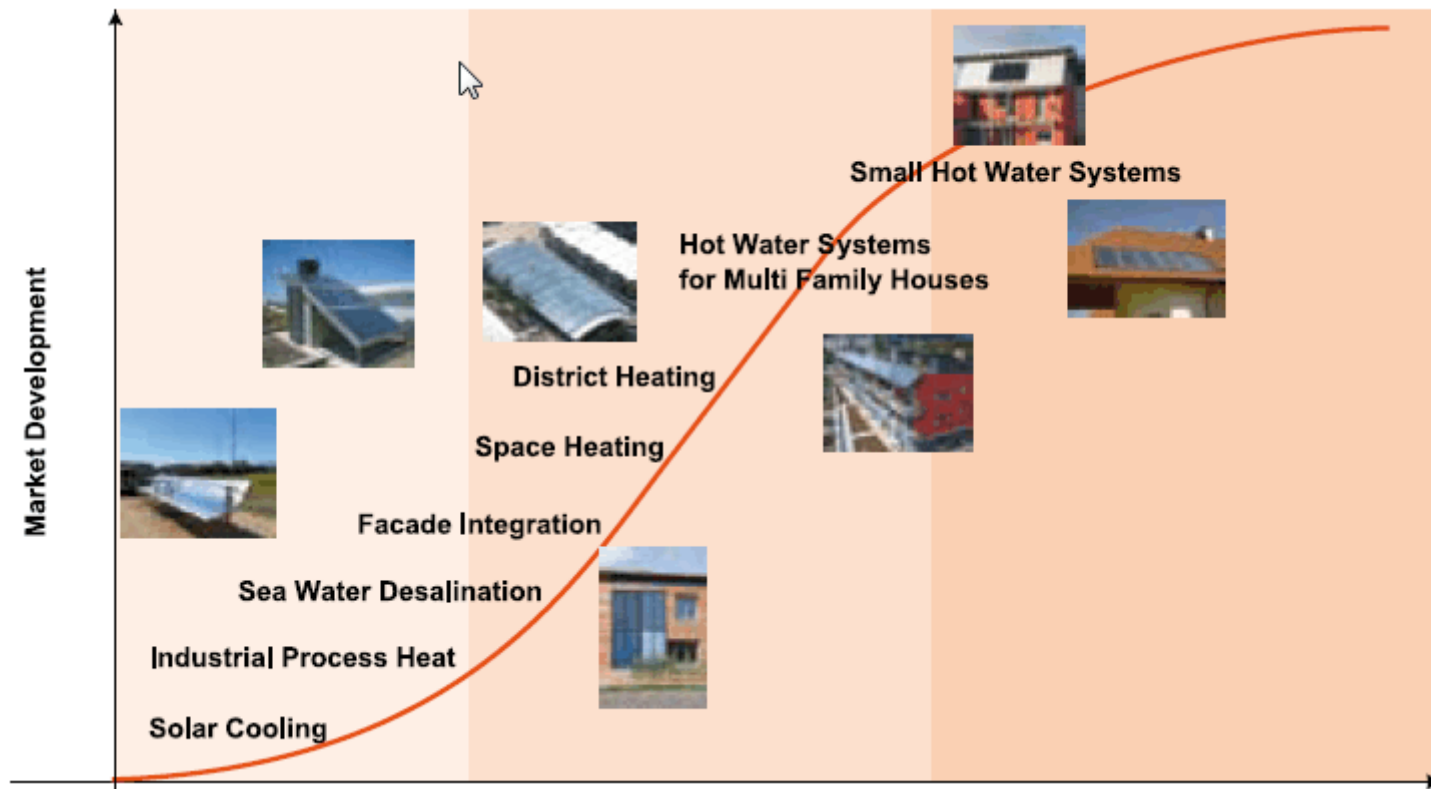 Small Hot Water Systems
Hot Water Systems
for Multi Family Houses
District Heating
Space Heating
Facade Integration
Sea Water Desalination
Industrial Process Heat
Solar Cooling
Market Development